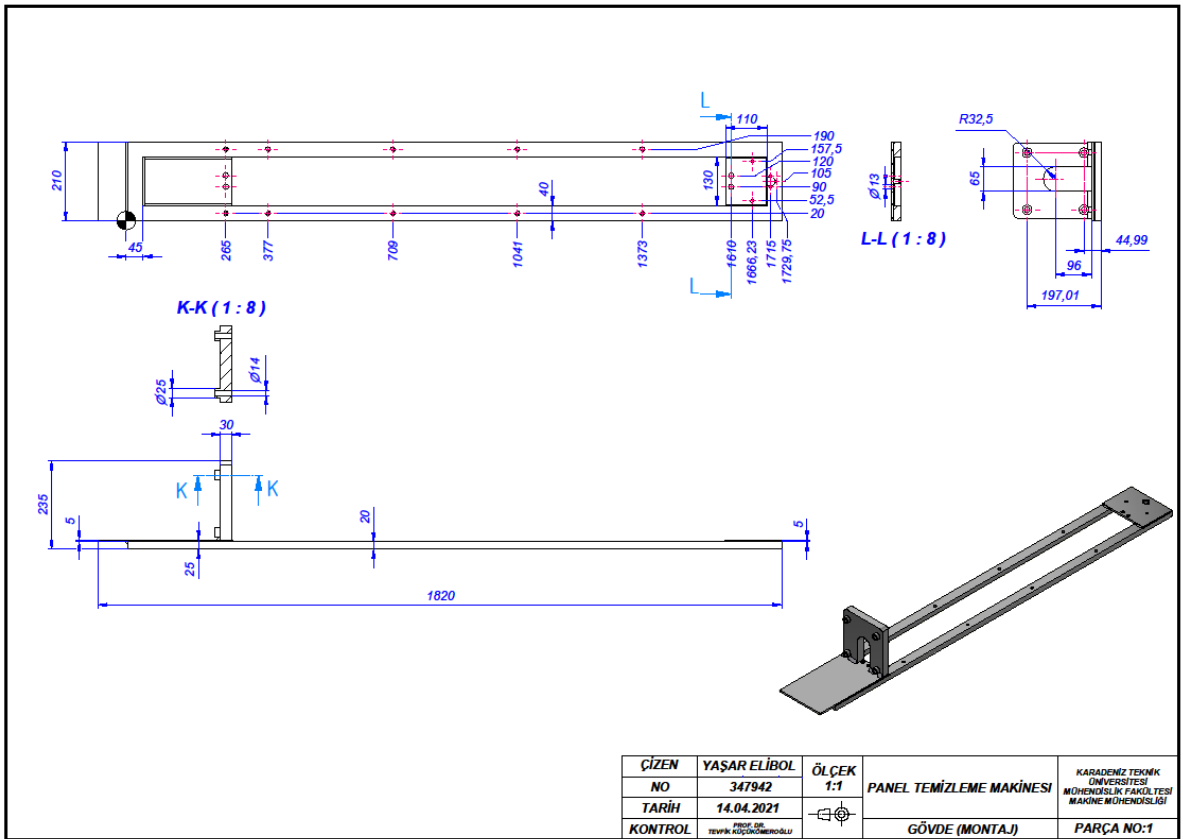 L
110
190
157,5
120
105
90
52,5
20
210
130
40
45
265
377
709
1041
1373
1610
1666,23
1715
1729,75
L
R32,5
65
Ø13
L-L ( 1 : 8 )
44,99
96
197,01
K-K ( 1 : 8 )
Ø25
Ø14
30
K
K
235
5
25
20
5
1820
ÇİZEN YAŞAR ELİBOL ÖLÇEK
1:1
NO 347942
TARİH 14.04.2021
KONTROL PROF. DR.
TEVFİK KÜÇÜKÖMEROĞLU
PANEL TEMİZLEME MAKİNESİ
KARADENİZ TEKNİK
ÜNİVERSİTESİ
MÜHENDİSLİK FAKÜLTESİ
MAKİNE MÜHENDİSLİĞİ
GÖVDE (MONTAJ)
PARÇA NO:1